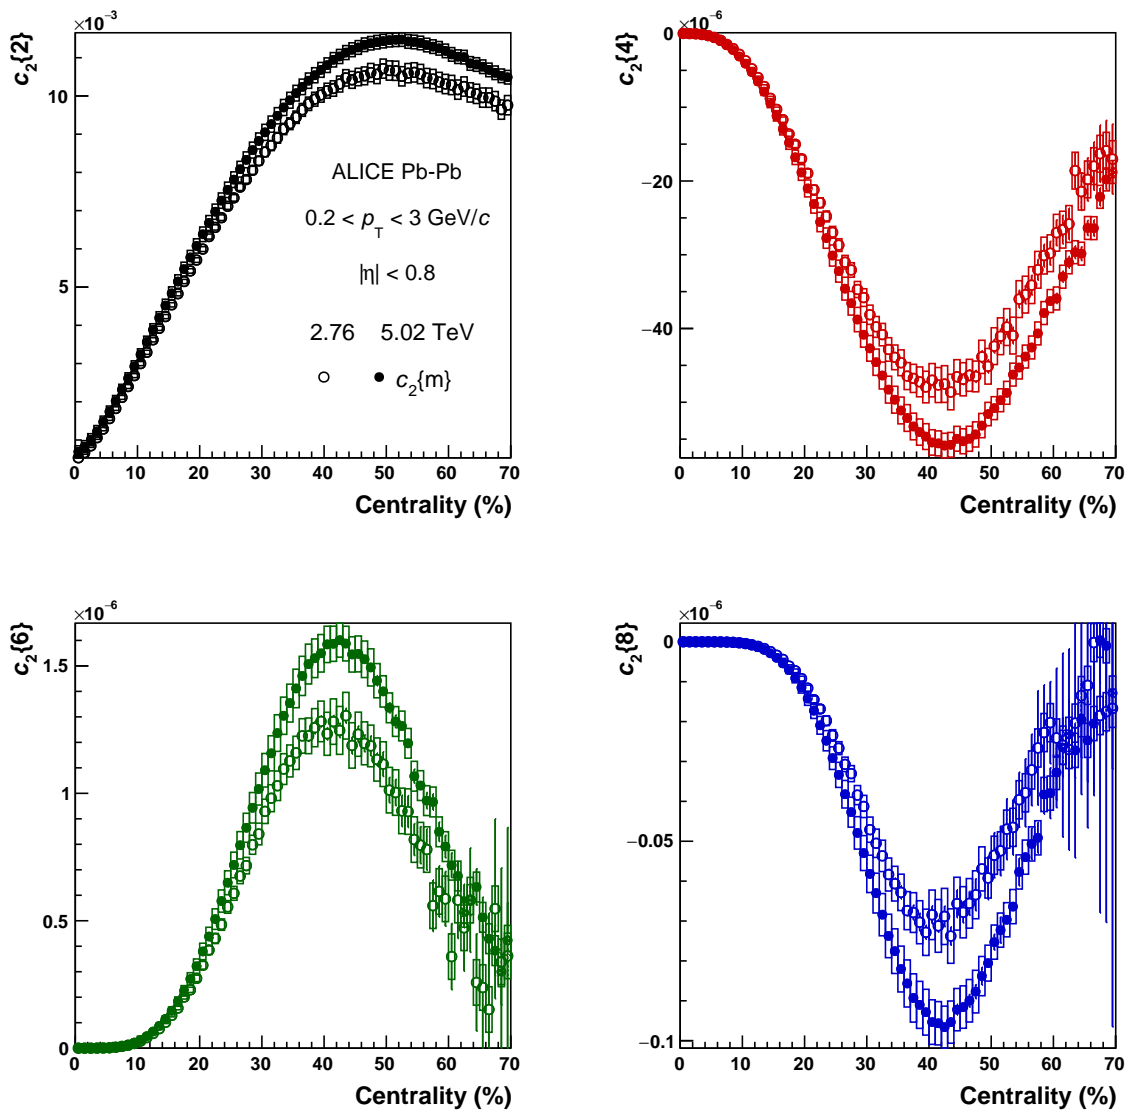 ×10⁻³
c₂{2}
10
5
ALICE Pb-Pb
0.2 < p_T < 3 GeV/c
|η| < 0.8
2.76 5.02 TeV
c₂{m}
0 10 20 30 40 50 60 70
Centrality (%)
×10⁻⁶
c₂{4}
0
−20
−40
0 10 20 30 40 50 60 70
Centrality (%)
×10⁻⁶
c₂{6}
1.5
1
0.5
0
0 10 20 30 40 50 60 70
Centrality (%)
×10⁻⁶
c₂{8}
0
−0.05
−0.1
0 10 20 30 40 50 60 70
Centrality (%)